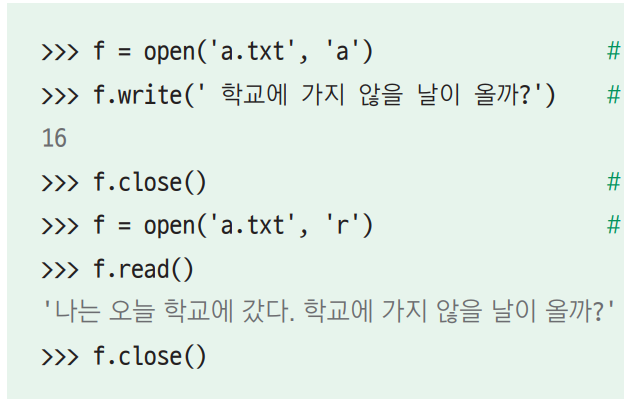 >>> f = open('a.txt', 'a') #
>>> f.write(' 학교에 가지 않을 날이 올까?') #
16
>>> f.close() #
>>> f = open('a.txt', 'r') #
>>> f.read()
'나는 오늘 학교에 갔다. 학교에 가지 않을 날이 올까?'
>>> f.close()